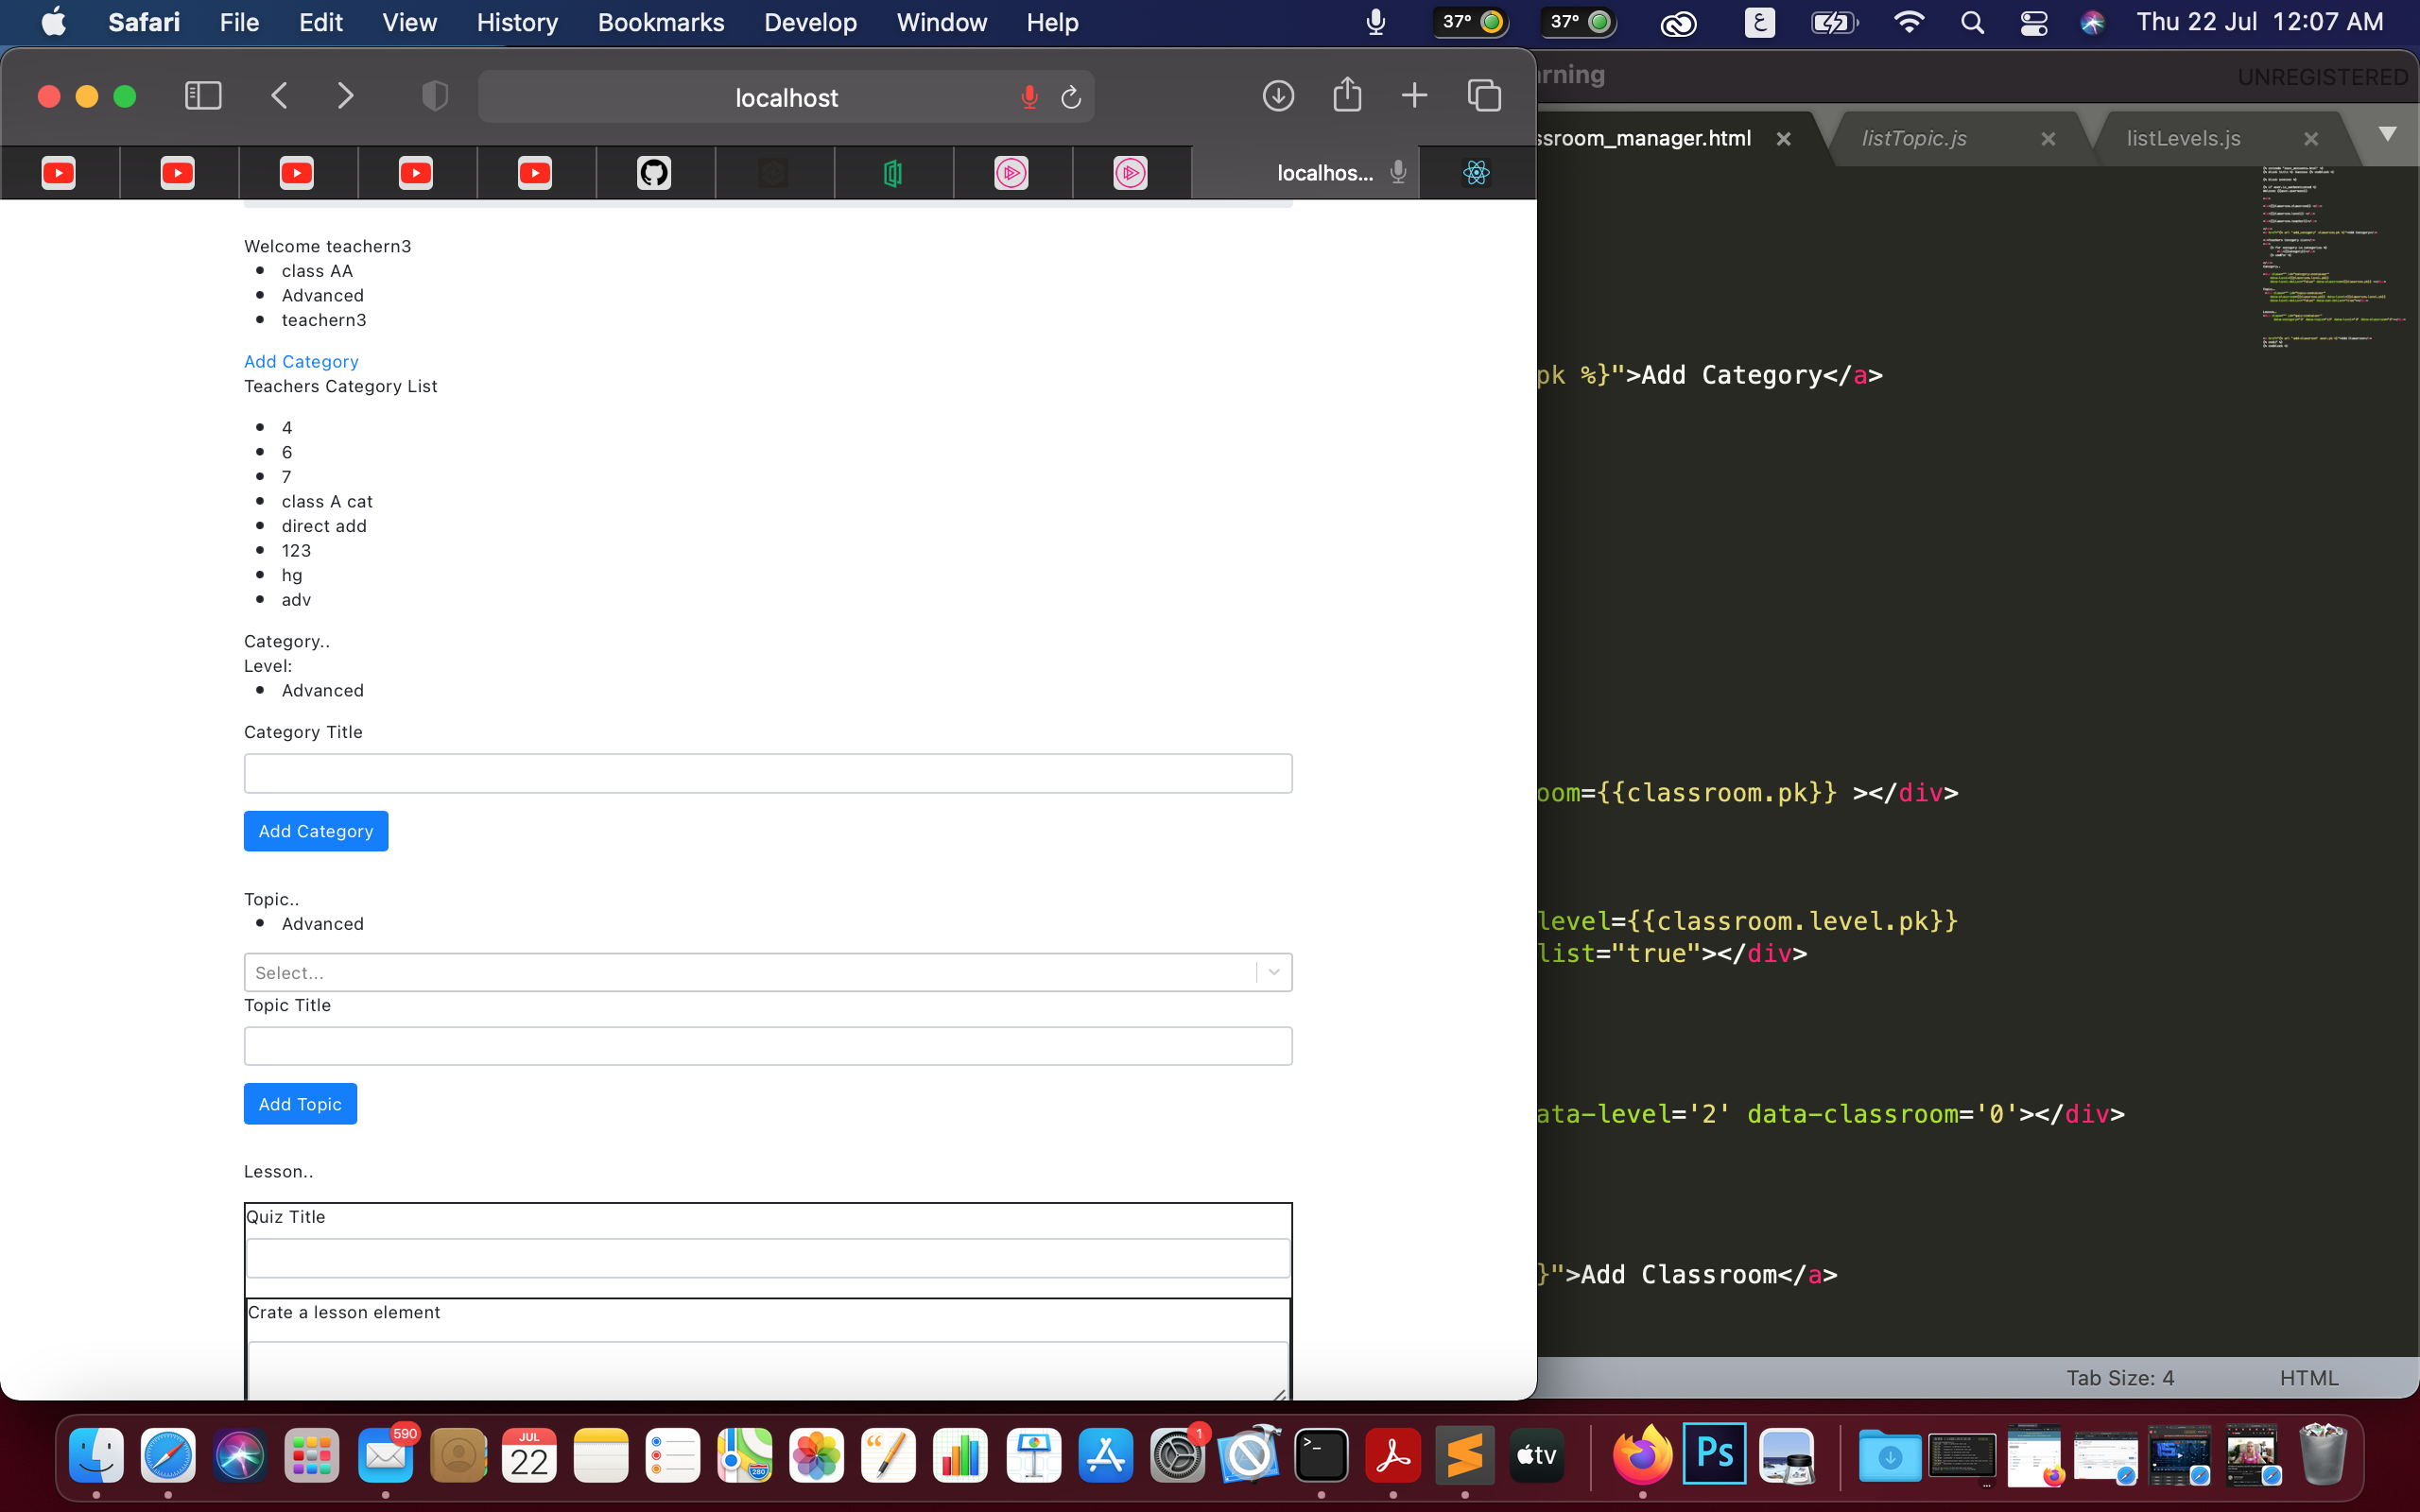 Safari File Edit View History Bookmarks Develop Window Help 37° 37° ع Thu 22 Jul 12:07 AM
localhost
rning UNREGISTERED
ssroom_manager.html listTopic.js listLevels.js
localhos...
Welcome teachern3
class AA
Advanced
teachern3
Add Category
Teachers Category List
4
6
7
class A cat
direct add
123
hg
adv
Category..
Level:
Advanced
Category Title
Add Category
Topic..
Advanced
Select...
Topic Title
Add Topic
Lesson..
Quiz Title
Crate a lesson element
pk %}">Add Category</a>
oom={{classroom.pk}} ></div>
level={{classroom.level.pk}}
list="true"></div>
ata-level='2' data-classroom='0'></div>
}">Add Classroom</a>
Tab Size: 4 HTML
590
JUL
22
280
1
>_
tv
Ps